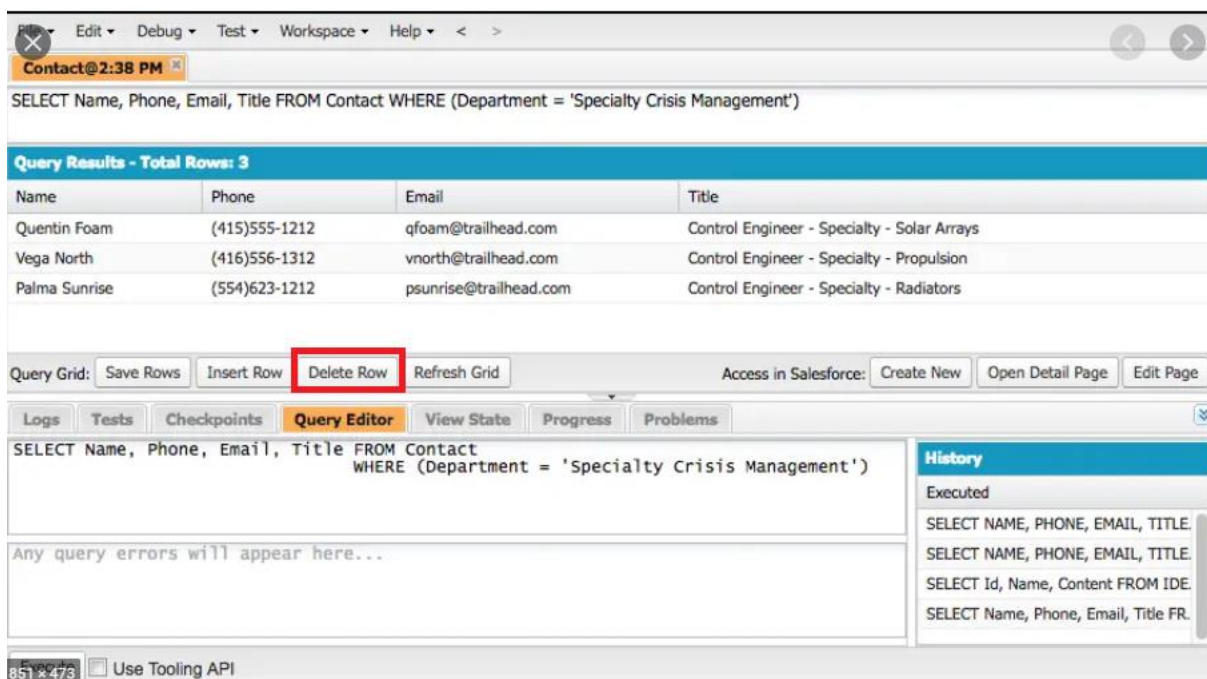 File Edit Debug Test Workspace Help < >
Contact@2:38 PM
SELECT Name, Phone, Email, Title FROM Contact WHERE (Department = 'Specialty Crisis Management')
Query Results - Total Rows: 3
Name Phone Email Title
Quentin Foam (415)555-1212 qfoam@trailhead.com Control Engineer - Specialty - Solar Arrays
Vega North (416)556-1312 vnorth@trailhead.com Control Engineer - Specialty - Propulsion
Palma Sunrise (554)623-1212 psunrise@trailhead.com Control Engineer - Specialty - Radiators
Query Grid: Save Rows Insert Row Delete Row Refresh Grid Access in Salesforce: Create New Open Detail Page Edit Page
Logs Tests Checkpoints Query Editor View State Progress Problems
SELECT Name, Phone, Email, Title FROM Contact
WHERE (Department = 'Specialty Crisis Management')
Any query errors will appear here...
History
Executed
SELECT NAME, PHONE, EMAIL, TITLE.
SELECT NAME, PHONE, EMAIL, TITLE.
SELECT Id, Name, Content FROM IDE.
SELECT Name, Phone, Email, Title FR.
Execute Use Tooling API
851 x 473